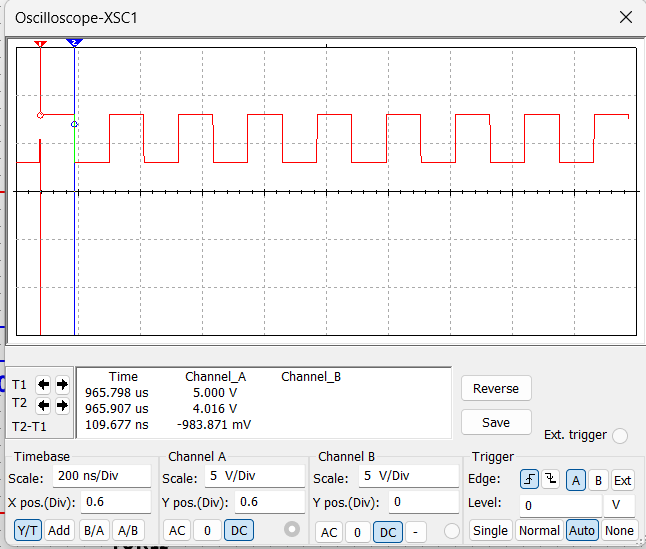 Oscilloscope-XSC1
1 2
Time Channel_A Channel_B
T1 965.798 us 5.000 V
T2 965.907 us 4.016 V
T2-T1 109.677 ns -983.871 mV
Reverse
Save
Ext. trigger
Timebase
Scale: 200 ns/Div
X pos.(Div): 0.6
Y/T Add B/A A/B
Channel A
Scale: 5 V/Div
Y pos.(Div): 0.6
AC 0 DC
Channel B
Scale: 5 V/Div
Y pos.(Div): 0
AC 0 DC -
Trigger
Edge: A B Ext
Level: 0 V
Single Normal Auto None